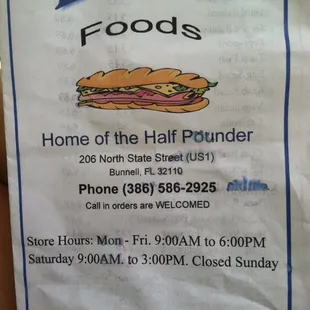 Foods
Home of the Half Pounder
206 North State Street (US1)
Bunnell, FL 32110
Phone (386) 586-2925
Call in orders are WELCOMED
Store Hours: Mon - Fri. 9:00AM to 6:00PM
Saturday 9:00AM. to 3:00PM. Closed Sunday